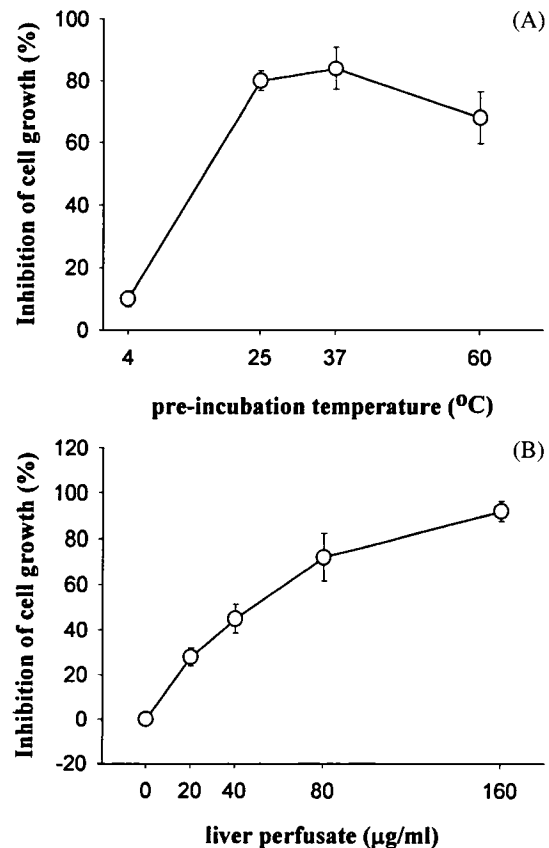 (A)
Inhibition of cell growth (%)
100
80
60
40
20
0
4 25 37 60
pre-incubation temperature (°C)
(B)
Inhibition of cell growth (%)
120
100
80
60
40
20
0
-20
0 20 40 80 160
liver perfusate (µg/ml)